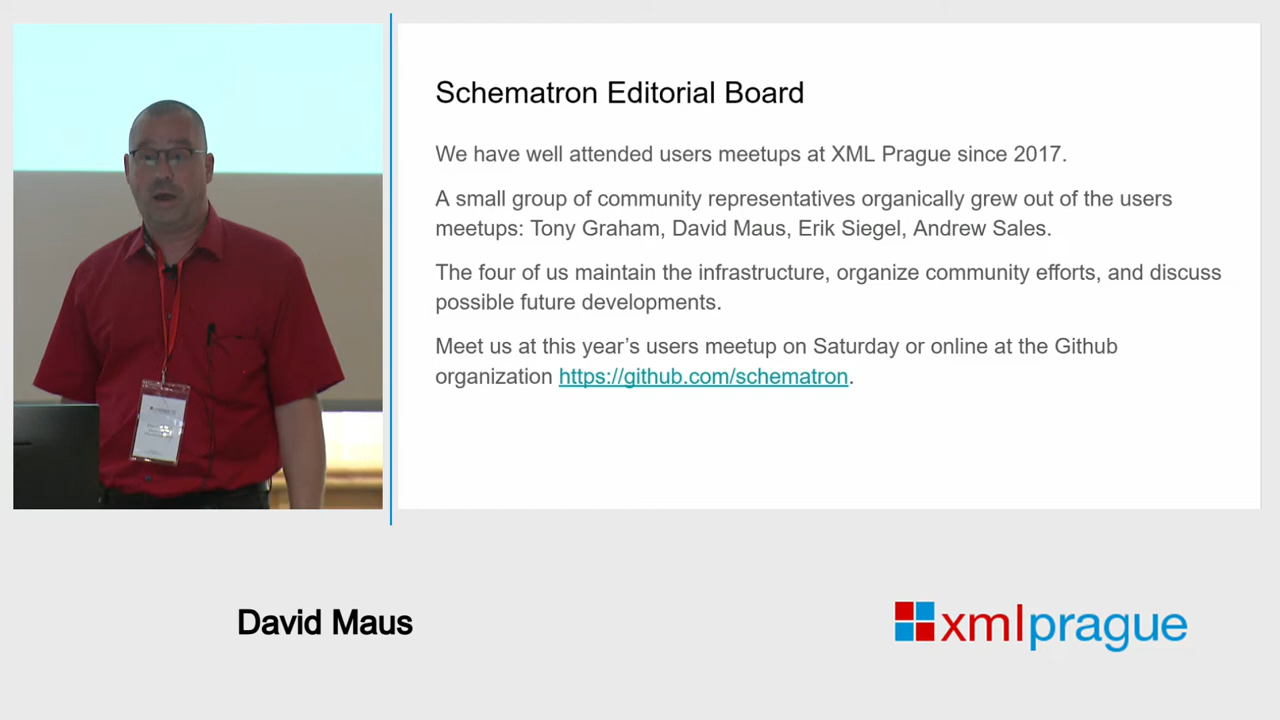 Schematron Editorial Board
We have well attended users meetups at XML Prague since 2017.
A small group of community representatives organically grew out of the users
meetups: Tony Graham, David Maus, Erik Siegel, Andrew Sales.
The four of us maintain the infrastructure, organize community efforts, and discuss
possible future developments.
Meet us at this year’s users meetup on Saturday or online at the Github
organization https://github.com/schematron.
David Maus
xmlprague